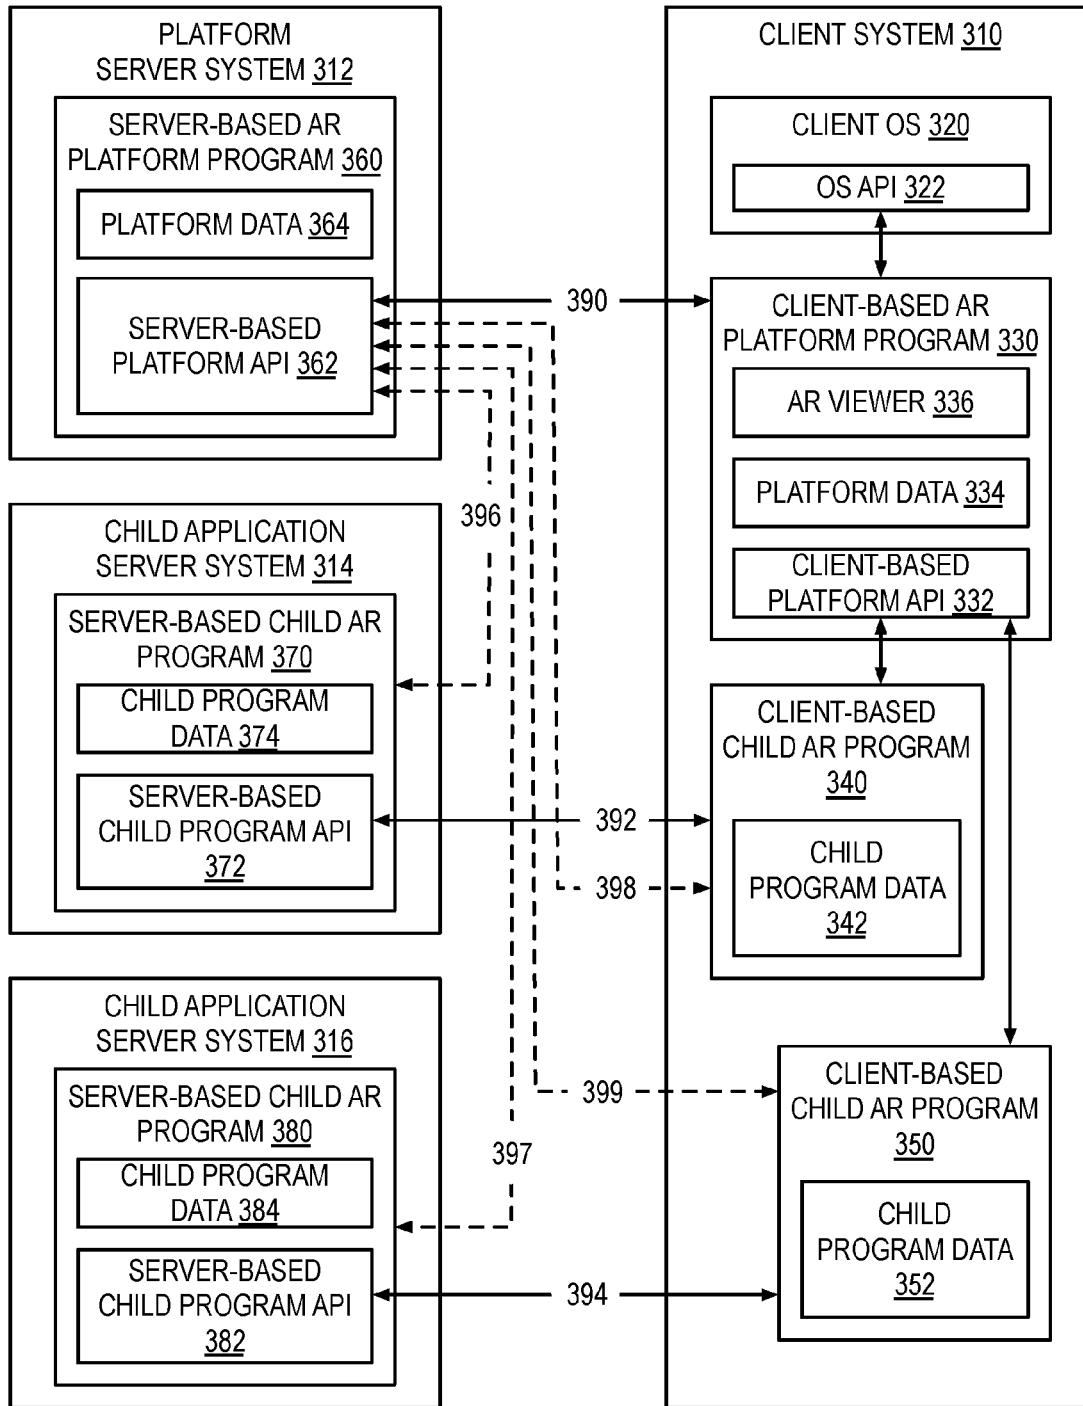 PLATFORM
SERVER SYSTEM 312
SERVER-BASED AR
PLATFORM PROGRAM 360
PLATFORM DATA 364
SERVER-BASED
PLATFORM API 362
CHILD APPLICATION
SERVER SYSTEM 314
SERVER-BASED CHILD AR
PROGRAM 370
CHILD PROGRAM
DATA 374
SERVER-BASED
CHILD PROGRAM API
372
CHILD APPLICATION
SERVER SYSTEM 316
SERVER-BASED CHILD AR
PROGRAM 380
CHILD PROGRAM
DATA 384
SERVER-BASED
CHILD PROGRAM API
382
390
396
392
398
399
397
394
CLIENT SYSTEM 310
CLIENT OS 320
OS API 322
CLIENT-BASED AR
PLATFORM PROGRAM 330
AR VIEWER 336
PLATFORM DATA 334
CLIENT-BASED
PLATFORM API 332
CLIENT-BASED
CHILD AR PROGRAM
340
CHILD
PROGRAM DATA
342
CLIENT-BASED
CHILD AR PROGRAM
350
CHILD
PROGRAM DATA
352